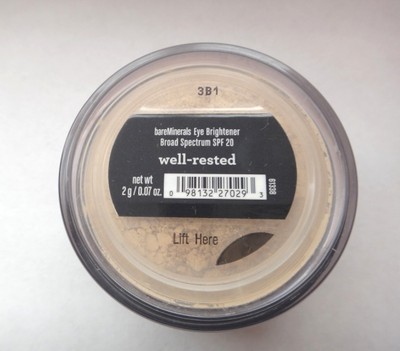 3B1
bareMinerals Eye Brightener
Broad Spectrum SPF 20
well-rested
net wt
2 g / 0.07 oz.
0 98132 27029 3
81338
Lift Here